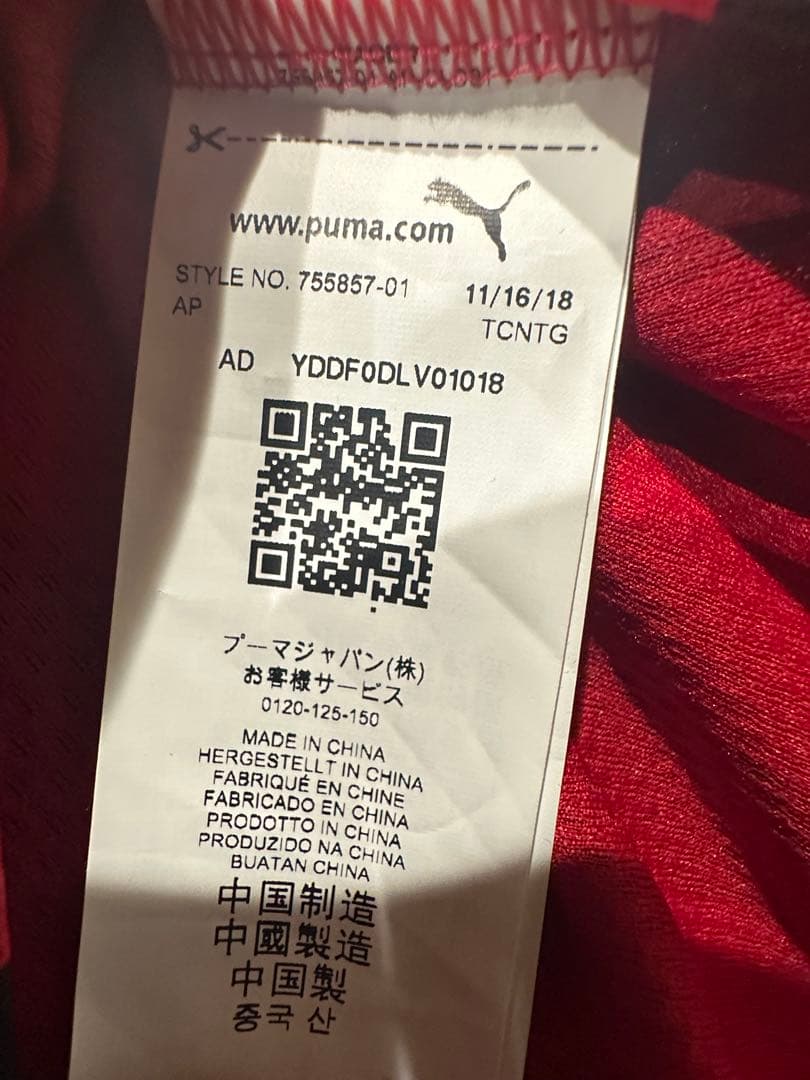 www.puma.com
STYLE NO. 755857-01 11/16/18
AP TCNTG
AD YDDF0DLV01018
プーマジャパン(株)
お客様サービス
0120-125-150
MADE IN CHINA
HERGESTELLT IN CHINA
FABRIQUÉ EN CHINE
FABRICADO EN CHINA
PRODOTTO IN CHINA
PRODUZIDO NA CHINA
BUATAN CHINA
中国制造
中國製造
中国製
중국 산